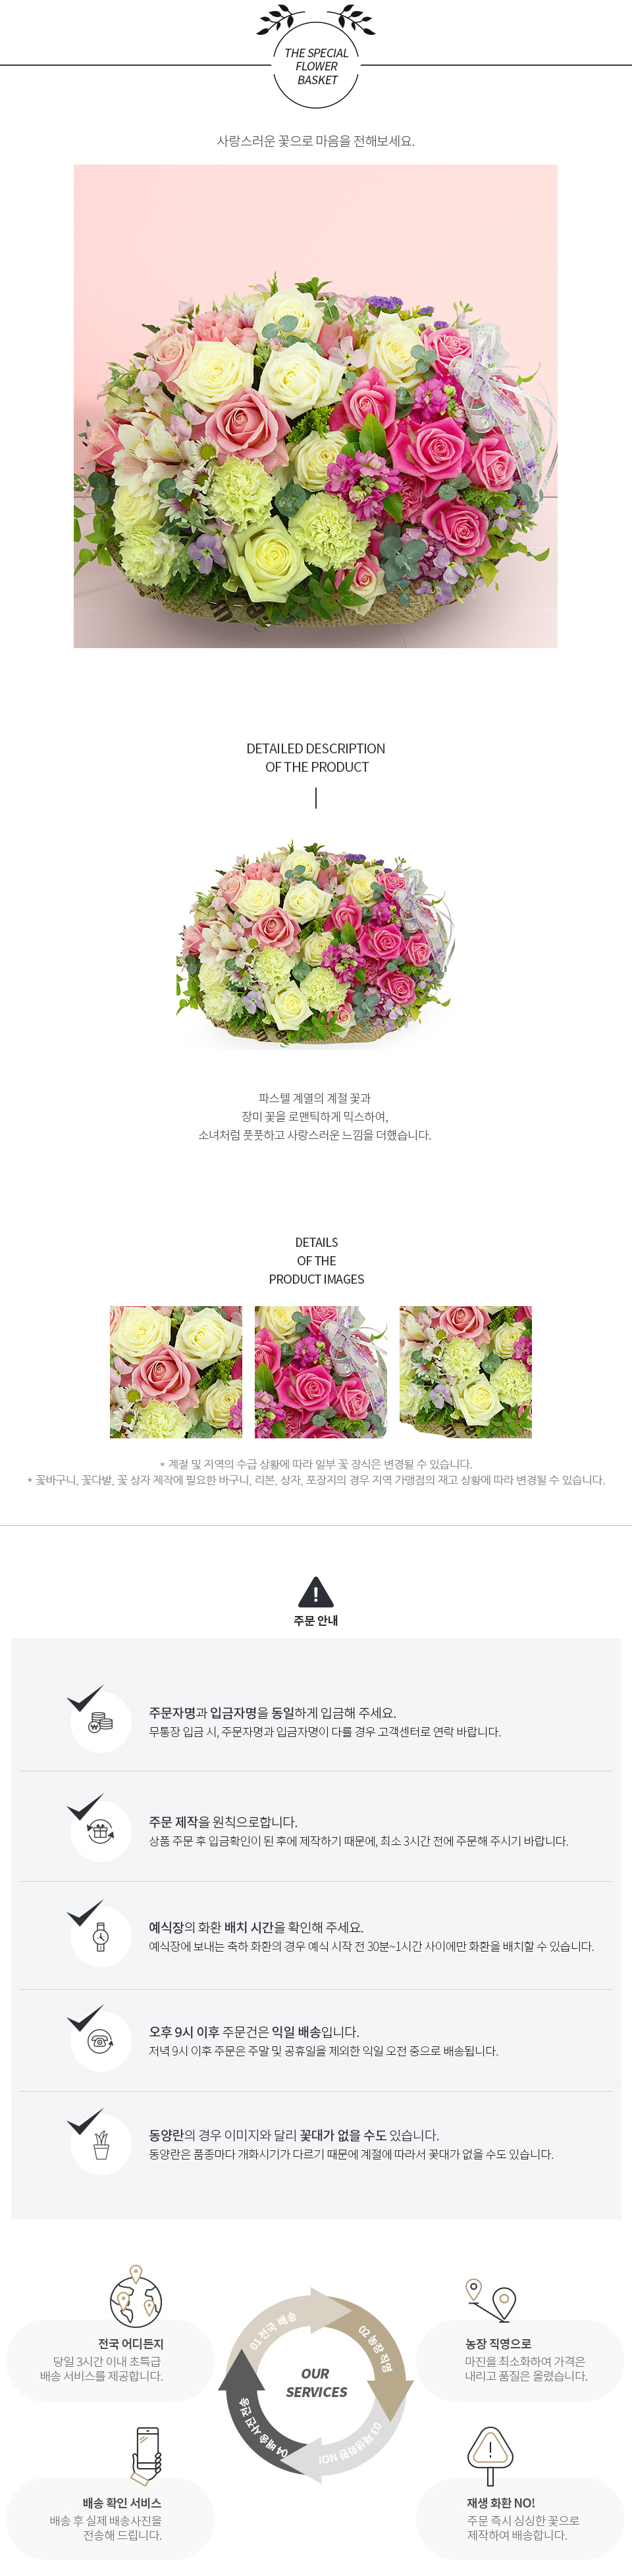 THE SPECIAL
FLOWER
BASKET
사랑스러운 꽃으로 마음을 전해보세요.
DETAILED DESCRIPTION
OF THE PRODUCT
파스텔 계열의 계절 꽃과
장미 꽃을 로맨틱하게 믹스하여,
소녀처럼 풋풋하고 사랑스러운 느낌을 더했습니다.
DETAILS
OF THE
PRODUCT IMAGES
* 계절 및 지역의 수급 상황에 따라 일부 꽃 장식은 변경될 수 있습니다.
* 꽃바구니, 꽃다발, 꽃 상자 제작에 필요한 바구니, 리본, 상자, 포장지의 경우 지역 가맹점의 재고 상황에 따라 변경될 수 있습니다.
주문 안내
주문자명과 입금자명을 동일하게 입금해 주세요.
무통장 입금 시, 주문자명과 입금자명이 다를 경우 고객센터로 연락 바랍니다.
주문 제작을 원칙으로합니다.
상품 주문 후 입금확인이 된 후에 제작하기 때문에, 최소 3시간 전에 주문해 주시기 바랍니다.
예식장의 화환 배치 시간을 확인해 주세요.
예식장에 보내는 축하 화환의 경우 예식 시작 전 30분~1시간 사이에만 화환을 배치할 수 있습니다.
오후 9시 이후 주문건은 익일 배송입니다.
저녁 9시 이후 주문은 주말 및 공휴일을 제외한 익일 오전 중으로 배송됩니다.
동양란의 경우 이미지와 달리 꽃대가 없을 수도 있습니다.
동양란은 품종마다 개화시기가 다르기 때문에 계절에 따라서 꽃대가 없을 수도 있습니다.
전국 어디든지
당일 3시간 이내 초특급
배송 서비스를 제공합니다.
01 전국 배송
02 농장 직영
OUR
SERVICES
03 재생화환 NO!
04 배송 사진 전송
농장 직영으로
마진을 최소화하여 가격은
내리고 품질은 올렸습니다.
배송 확인 서비스
배송 후 실제 배송사진을
전송해 드립니다.
재생 화환 NO!
주문 즉시 싱싱한 꽃으로
제작하여 배송합니다.